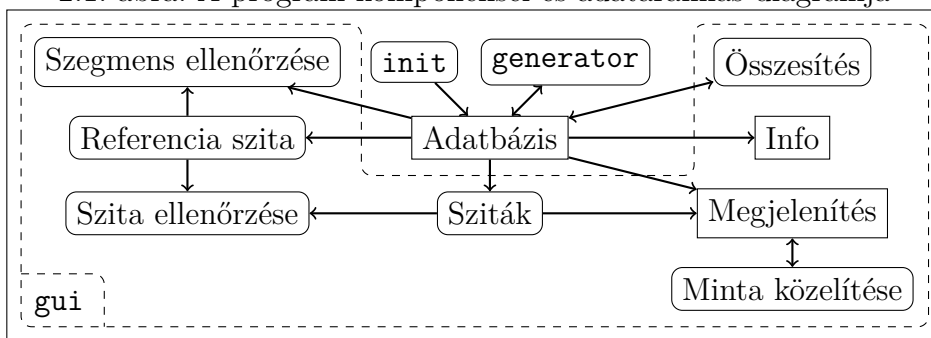 Szegmens ellenőrzése
init
generator
Összesítés
Referencia szita
Adatbázis
Info
Szita ellenőrzése
Sziták
Megjelenítés
gui
Minta közelítése